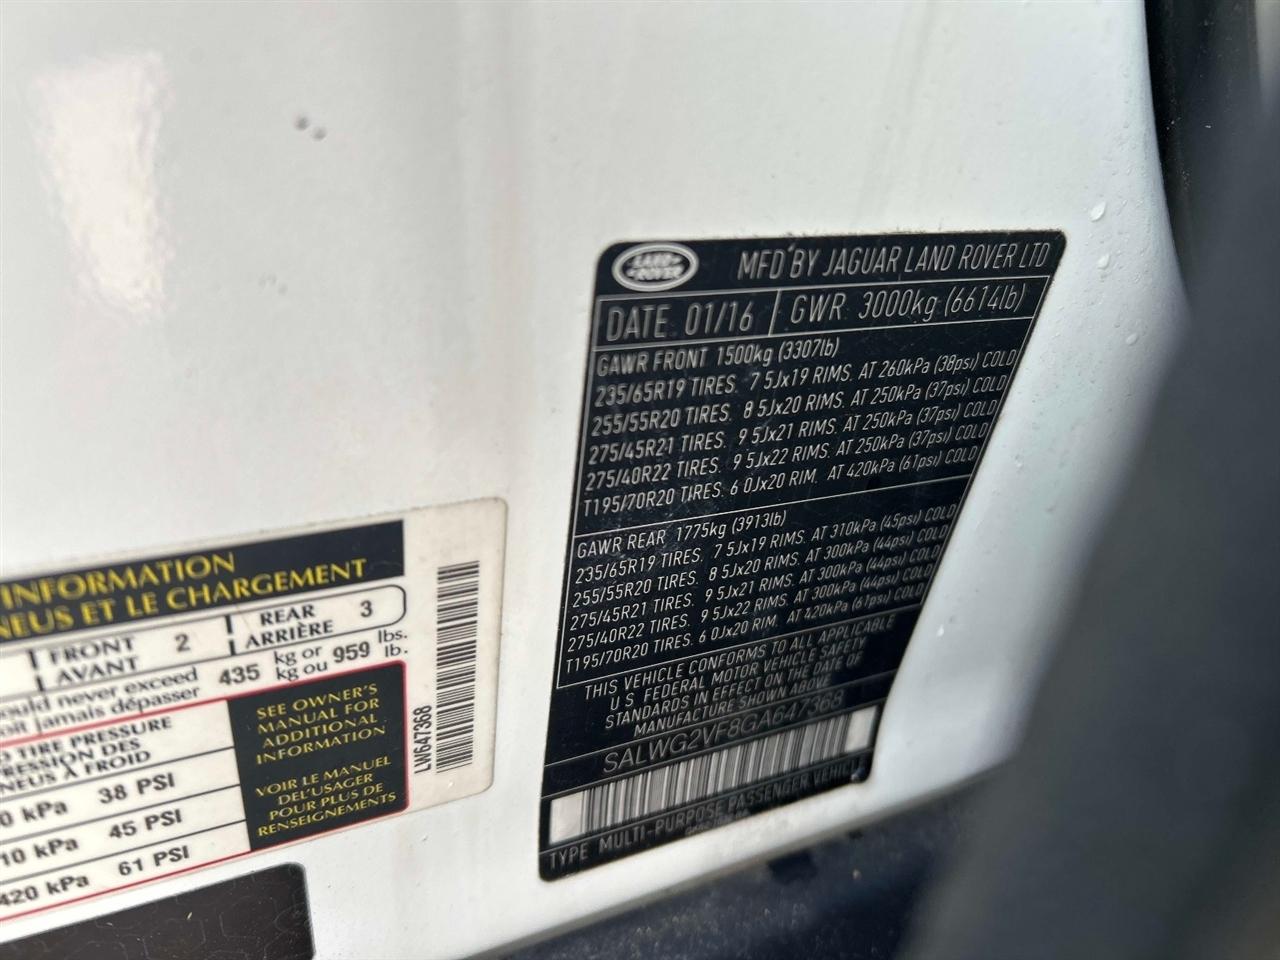 INFORMATION
NEUS ET LE CHARGEMENT
FRONT
AVANT
2
REAR
ARRIÈRE
3
ould never exceed
oit jamais dépasser
435
kg or
kg ou
959
lbs.
lb.
TIRE PRESSURE
PRESSION DES
NEUS À FROID
0 kPa 38 PSI
10 kPa 45 PSI
420 kPa 61 PSI
SEE OWNER'S
MANUAL FOR
ADDITIONAL
INFORMATION
VOIR LE MANUEL
DEL'USAGER
POUR PLUS DE
RENSEIGNEMENTS
LW647368
LAND ROVER
MFD BY JAGUAR LAND ROVER LTD
DATE 01/16
GWR 3000kg (6614lb)
GAWR FRONT 1500kg (3307lb)
235/65R19 TIRES. 7 5Jx19 RIMS. AT 260kPa (38psi) COLD
255/55R20 TIRES. 8 5Jx20 RIMS. AT 250kPa (37psi) COLD
275/45R21 TIRES. 9 5Jx21 RIMS. AT 250kPa (37psi) COLD
275/40R22 TIRES. 9 5Jx22 RIMS. AT 250kPa (37psi) COLD
T195/70R20 TIRES. 6 0Jx20 RIM. AT 420kPa (61psi) COLD
GAWR REAR 1775kg (3913lb)
235/65R19 TIRES. 7 5Jx19 RIMS. AT 310kPa (45psi) COLD
255/55R20 TIRES. 8 5Jx20 RIMS. AT 300kPa (44psi) COLD
275/45R21 TIRES. 9 5Jx21 RIMS. AT 300kPa (44psi) COLD
275/40R22 TIRES. 9 5Jx22 RIMS. AT 300kPa (44psi) COLD
T195/70R20 TIRES. 6 0Jx20 RIM. AT 420kPa (61psi) COLD
THIS VEHICLE CONFORMS TO ALL APPLICABLE
U S FEDERAL MOTOR VEHICLE SAFETY
STANDARDS IN EFFECT ON THE DATE OF
MANUFACTURE SHOWN ABOVE
SALWG2VF8GA647368
TYPE MULTI-PURPOSE PASSENGER VEHICLE